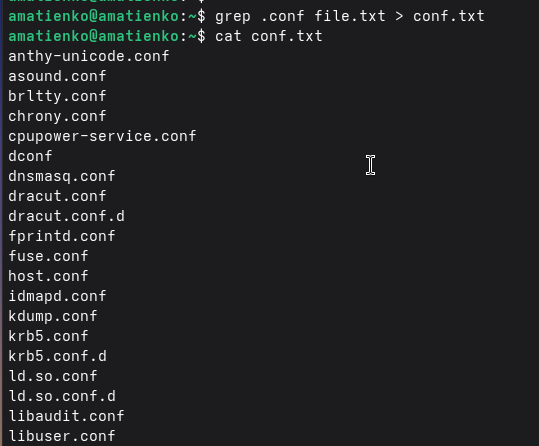 amatienko@amatienko:~$ grep .conf file.txt > conf.txt
amatienko@amatienko:~$ cat conf.txt
anthy-unicode.conf
asound.conf
brltty.conf
chrony.conf
cpupower-service.conf
dconf
dnsmasq.conf
dracut.conf
dracut.conf.d
fprintd.conf
fuse.conf
host.conf
idmapd.conf
kdump.conf
krb5.conf
krb5.conf.d
ld.so.conf
ld.so.conf.d
libaudit.conf
libuser.conf